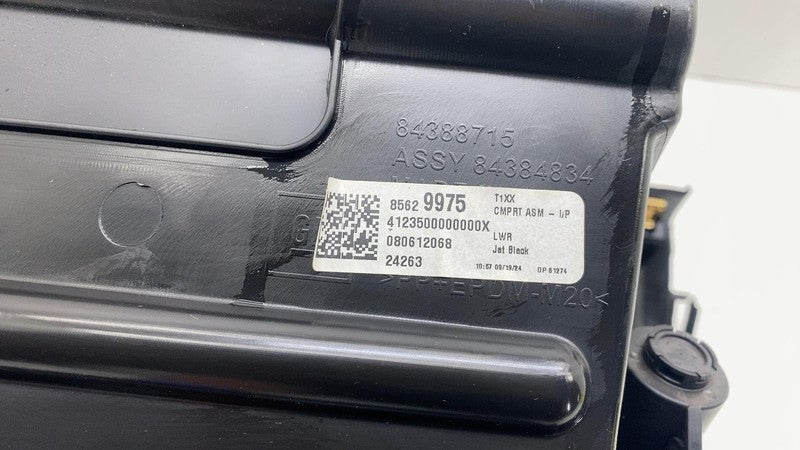 84388715
ASSY 84384834
8562 9975
4123500000000X
080612068
24263
T1XX
CMPRT ASM - I/P
LWR
Jet Black
10:57 09/19/24 OP 81274
>PP+EPDM-M20<